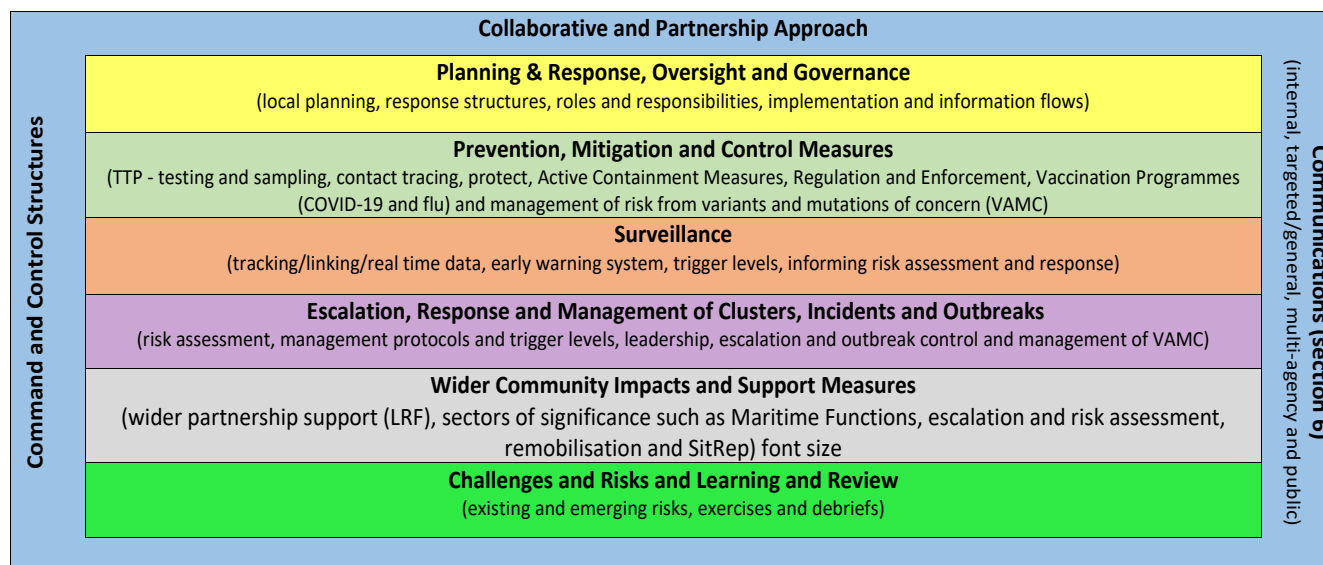 Collaborative and Partnership Approach
Command and Control Structures
Planning & Response, Oversight and Governance
(local planning, response structures, roles and responsibilities, implementation and information flows)
Prevention, Mitigation and Control Measures
(TTP - testing and sampling, contact tracing, protect, Active Containment Measures, Regulation and Enforcement, Vaccination Programmes
(COVID-19 and flu) and management of risk from variants and mutations of concern (VAMC)
Surveillance
(tracking/linking/real time data, early warning system, trigger levels, informing risk assessment and response)
Escalation, Response and Management of Clusters, Incidents and Outbreaks
(risk assessment, management protocols and trigger levels, leadership, escalation and outbreak control and management of VAMC)
Wider Community Impacts and Support Measures
(wider partnership support (LRF), sectors of significance such as Maritime Functions, escalation and risk assessment,
remobilisation and SitRep) font size
Challenges and Risks and Learning and Review
(existing and emerging risks, exercises and debriefs)
Communications (section 6)
(internal, targeted/general, multi-agency and public)